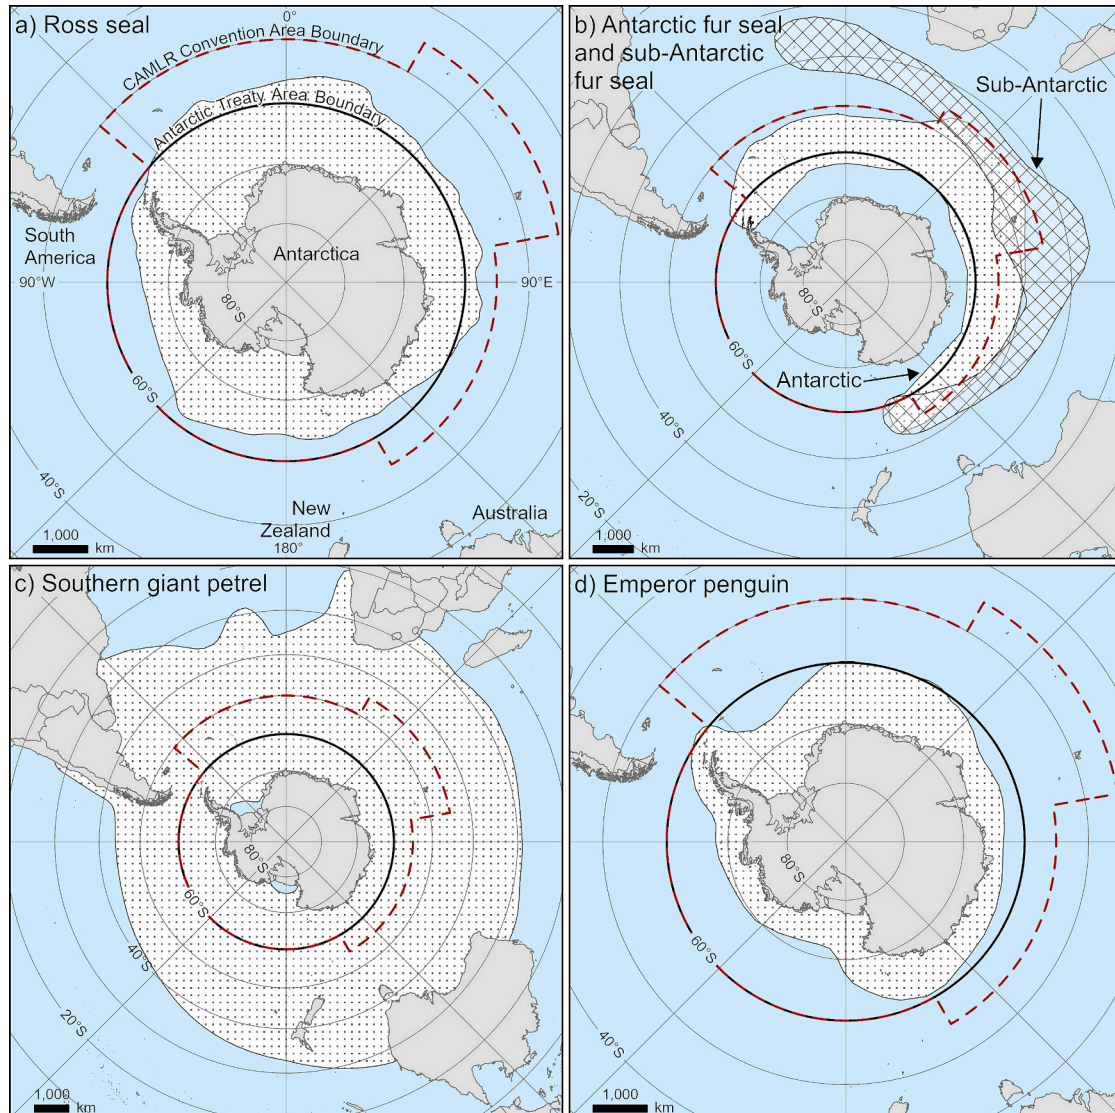 a) Ross seal
0°
CAMLR Convention Area Boundary
Antarctic Treaty Area Boundary
South
America
Antarctica
90°W
90°E
80°S
60°S
40°S
New
Zealand
Australia
180°
1,000
km
b) Antarctic fur seal
and sub-Antarctic
fur seal
Sub-Antarctic
80°S
Antarctic
60°S
40°S
20°S
1,000
km
c) Southern giant petrel
80°S
60°S
40°S
20°S
1,000
km
d) Emperor penguin
80°S
60°S
40°S
1,000
km